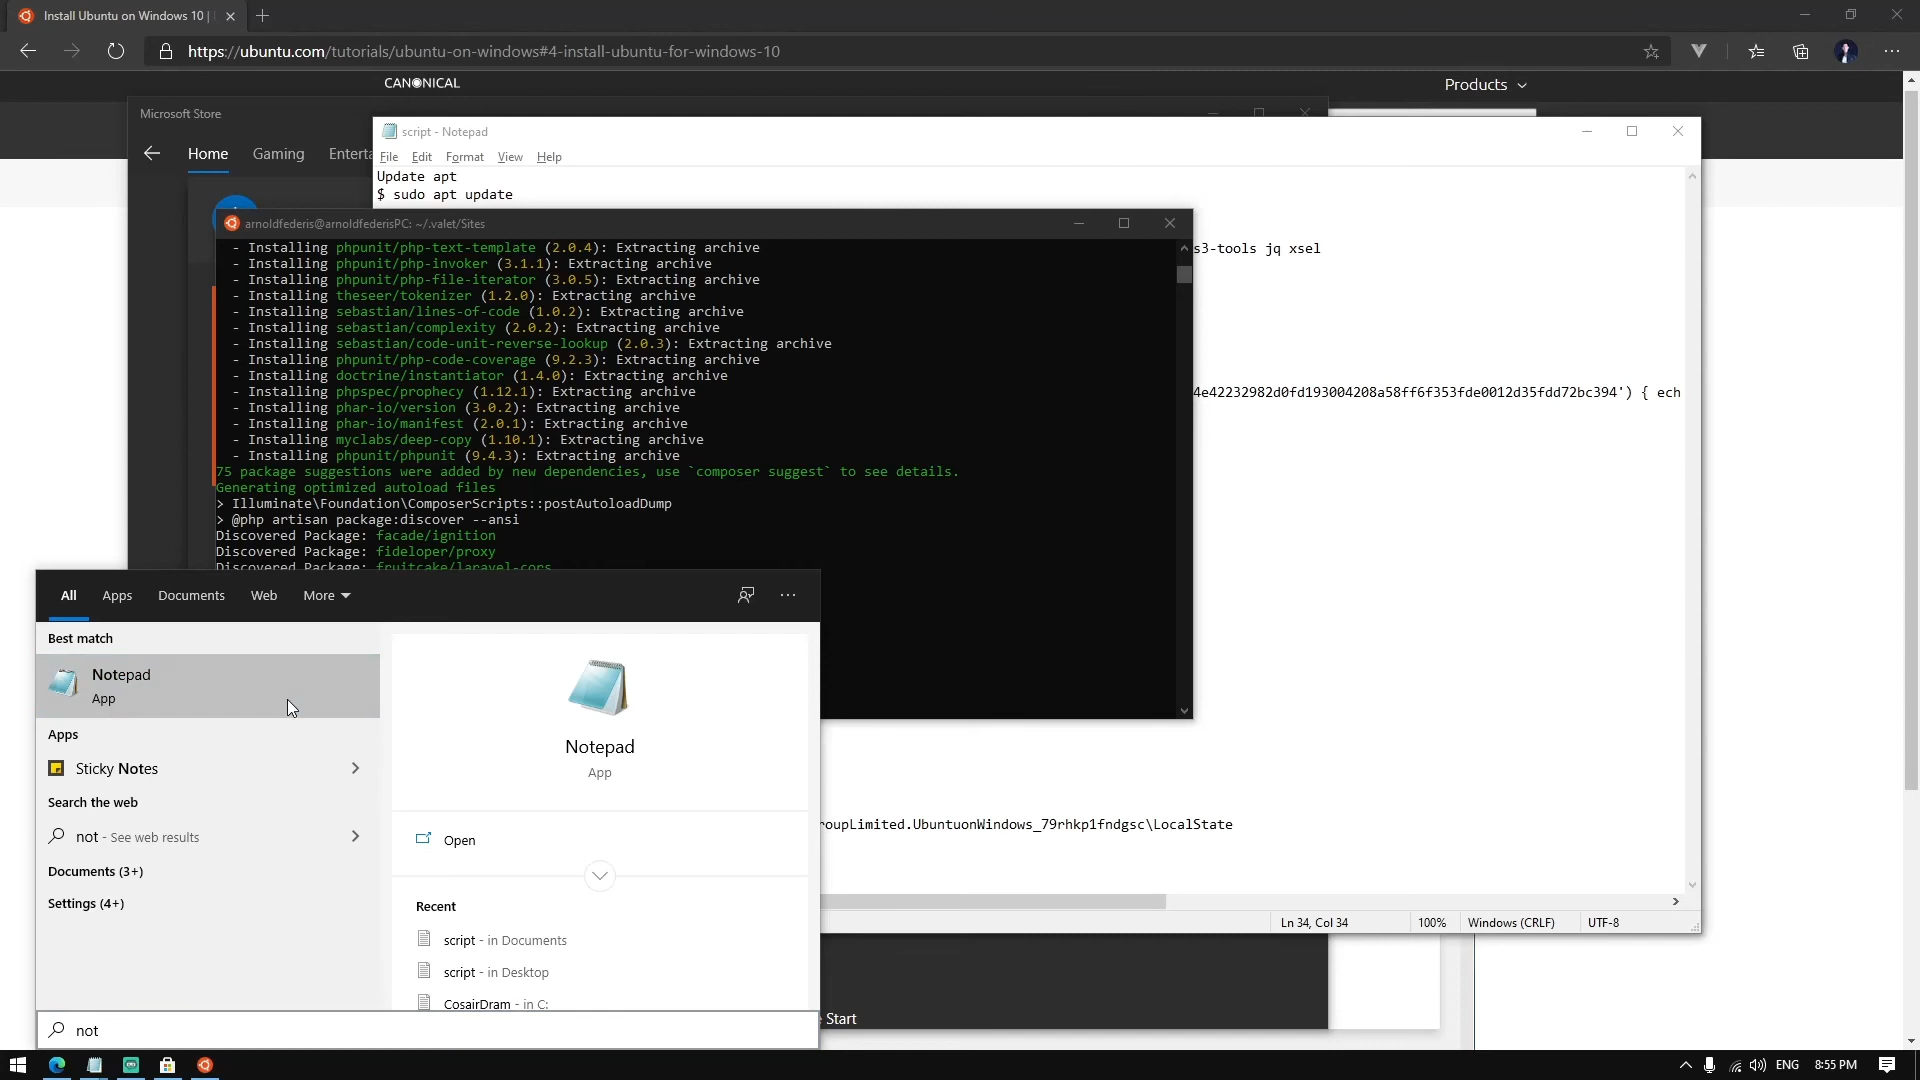 Install Ubuntu on Windows 10 |
https://ubuntu.com/tutorials/ubuntu-on-windows#4-install-ubuntu-for-windows-10
CANONICAL
Products
Microsoft Store
Home
Gaming
script - Notepad
File Edit Format View Help
Update apt
$ sudo apt update
s3-tools jq xsel
4e42232982d0fd193004208a58ff6f353fde0012d35fdd72bc394') { ech
roupLimited.UbuntuonWindows_79rhkp1fndgsc\LocalState
Ln 34, Col 34
100%
Windows (CRLF)
UTF-8
arnoldfederis@arnoldfederisPC: ~/.valet/Sites
- Installing phpunit/php-text-template (2.0.4): Extracting archive
- Installing phpunit/php-invoker (3.1.1): Extracting archive
- Installing phpunit/php-file-iterator (3.0.5): Extracting archive
- Installing theseer/tokenizer (1.2.0): Extracting archive
- Installing sebastian/lines-of-code (1.0.2): Extracting archive
- Installing sebastian/complexity (2.0.2): Extracting archive
- Installing sebastian/code-unit-reverse-lookup (2.0.3): Extracting archive
- Installing phpunit/php-code-coverage (9.2.3): Extracting archive
- Installing doctrine/instantiator (1.4.0): Extracting archive
- Installing phpspec/prophecy (1.12.1): Extracting archive
- Installing phar-io/version (3.0.2): Extracting archive
- Installing phar-io/manifest (2.0.1): Extracting archive
- Installing myclabs/deep-copy (1.10.1): Extracting archive
- Installing phpunit/phpunit (9.4.3): Extracting archive
75 package suggestions were added by new dependencies, use `composer suggest` to see details.
Generating optimized autoload files
> Illuminate\Foundation\ComposerScripts::postAutoloadDump
> @php artisan package:discover --ansi
Discovered Package: facade/ignition
Discovered Package: fideloper/proxy
Discovered Package: fruitcake/laravel-cors
All Apps Documents Web More
Best match
Notepad
App
Apps
Sticky Notes
Search the web
not - See web results
Documents (3+)
Settings (4+)
Notepad
App
Open
Recent
script - in Documents
script - in Desktop
CosairDram - in C:
not
Start
ENG
8:55 PM